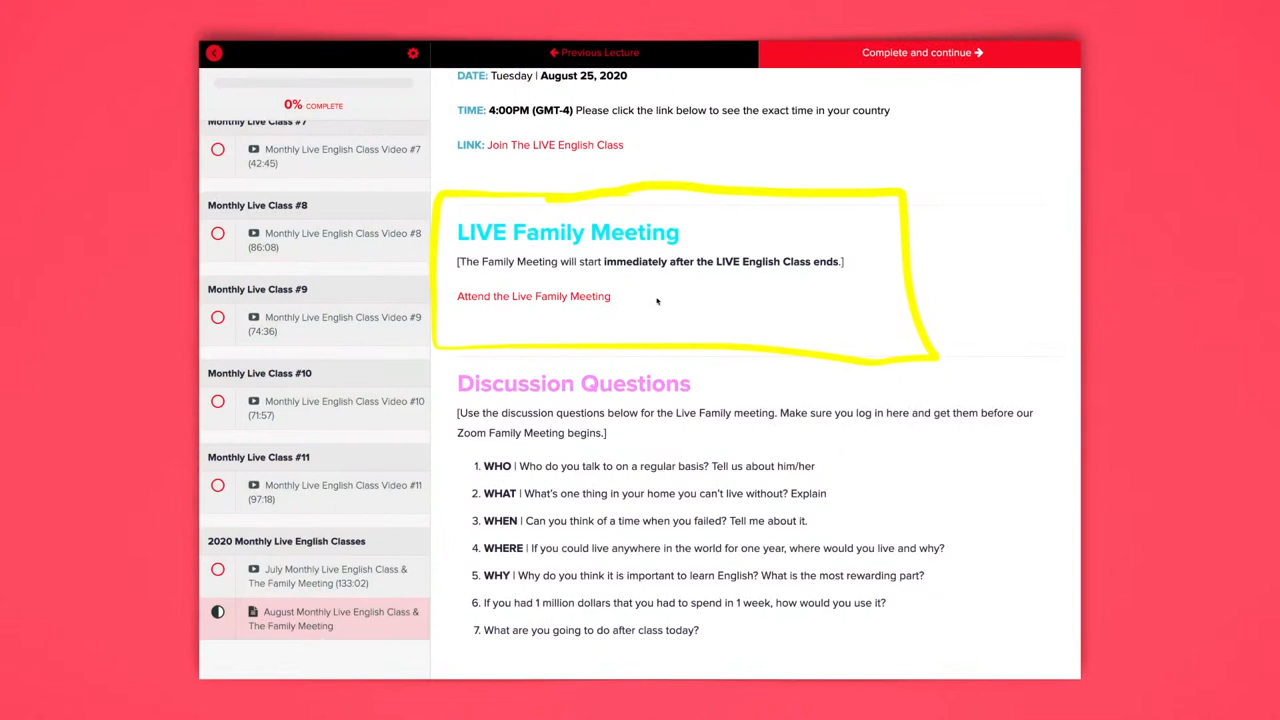 Previous Lecture
Complete and continue
0% COMPLETE
Monthly Live Class #7
Monthly Live English Class Video #7
(42:45)
Monthly Live Class #8
Monthly Live English Class Video #8
(86:08)
Monthly Live Class #9
Monthly Live English Class Video #9
(74:36)
Monthly Live Class #10
Monthly Live English Class Video #10
(71:57)
Monthly Live Class #11
Monthly Live English Class Video #11
(97:18)
2020 Monthly Live English Classes
July Monthly Live English Class &
The Family Meeting (133:02)
August Monthly Live English Class &
The Family Meeting
DATE: Tuesday | August 25, 2020
TIME: 4:00PM (GMT-4) Please click the link below to see the exact time in your country
LINK: Join The LIVE English Class
LIVE Family Meeting
[The Family Meeting will start immediately after the LIVE English Class ends.]
Attend the Live Family Meeting
Discussion Questions
[Use the discussion questions below for the Live Family meeting. Make sure you log in here and get them before our
Zoom Family Meeting begins.]
1. WHO | Who do you talk to on a regular basis? Tell us about him/her
2. WHAT | What's one thing in your home you can't live without? Explain
3. WHEN | Can you think of a time when you failed? Tell me about it.
4. WHERE | If you could live anywhere in the world for one year, where would you live and why?
5. WHY | Why do you think it is important to learn English? What is the most rewarding part?
6. If you had 1 million dollars that you had to spend in 1 week, how would you use it?
7. What are you going to do after class today?